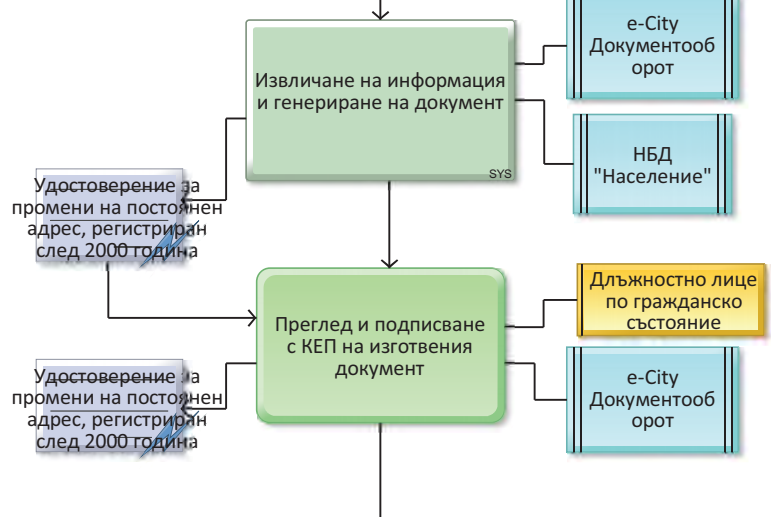 e-City
Документооб
орот
Извличане на информация
и генериране на документ
SYS
НБД
"Население"
Удостоверение за
промени на постоянен
адрес, регистриран
след 2000 година
Длъжностно лице
по гражданско
състояние
Преглед и подписване
с КЕП на изготвения
документ
e-City
Документооб
орот
Удостоверение за
промени на постоянен
адрес, регистриран
след 2000 година